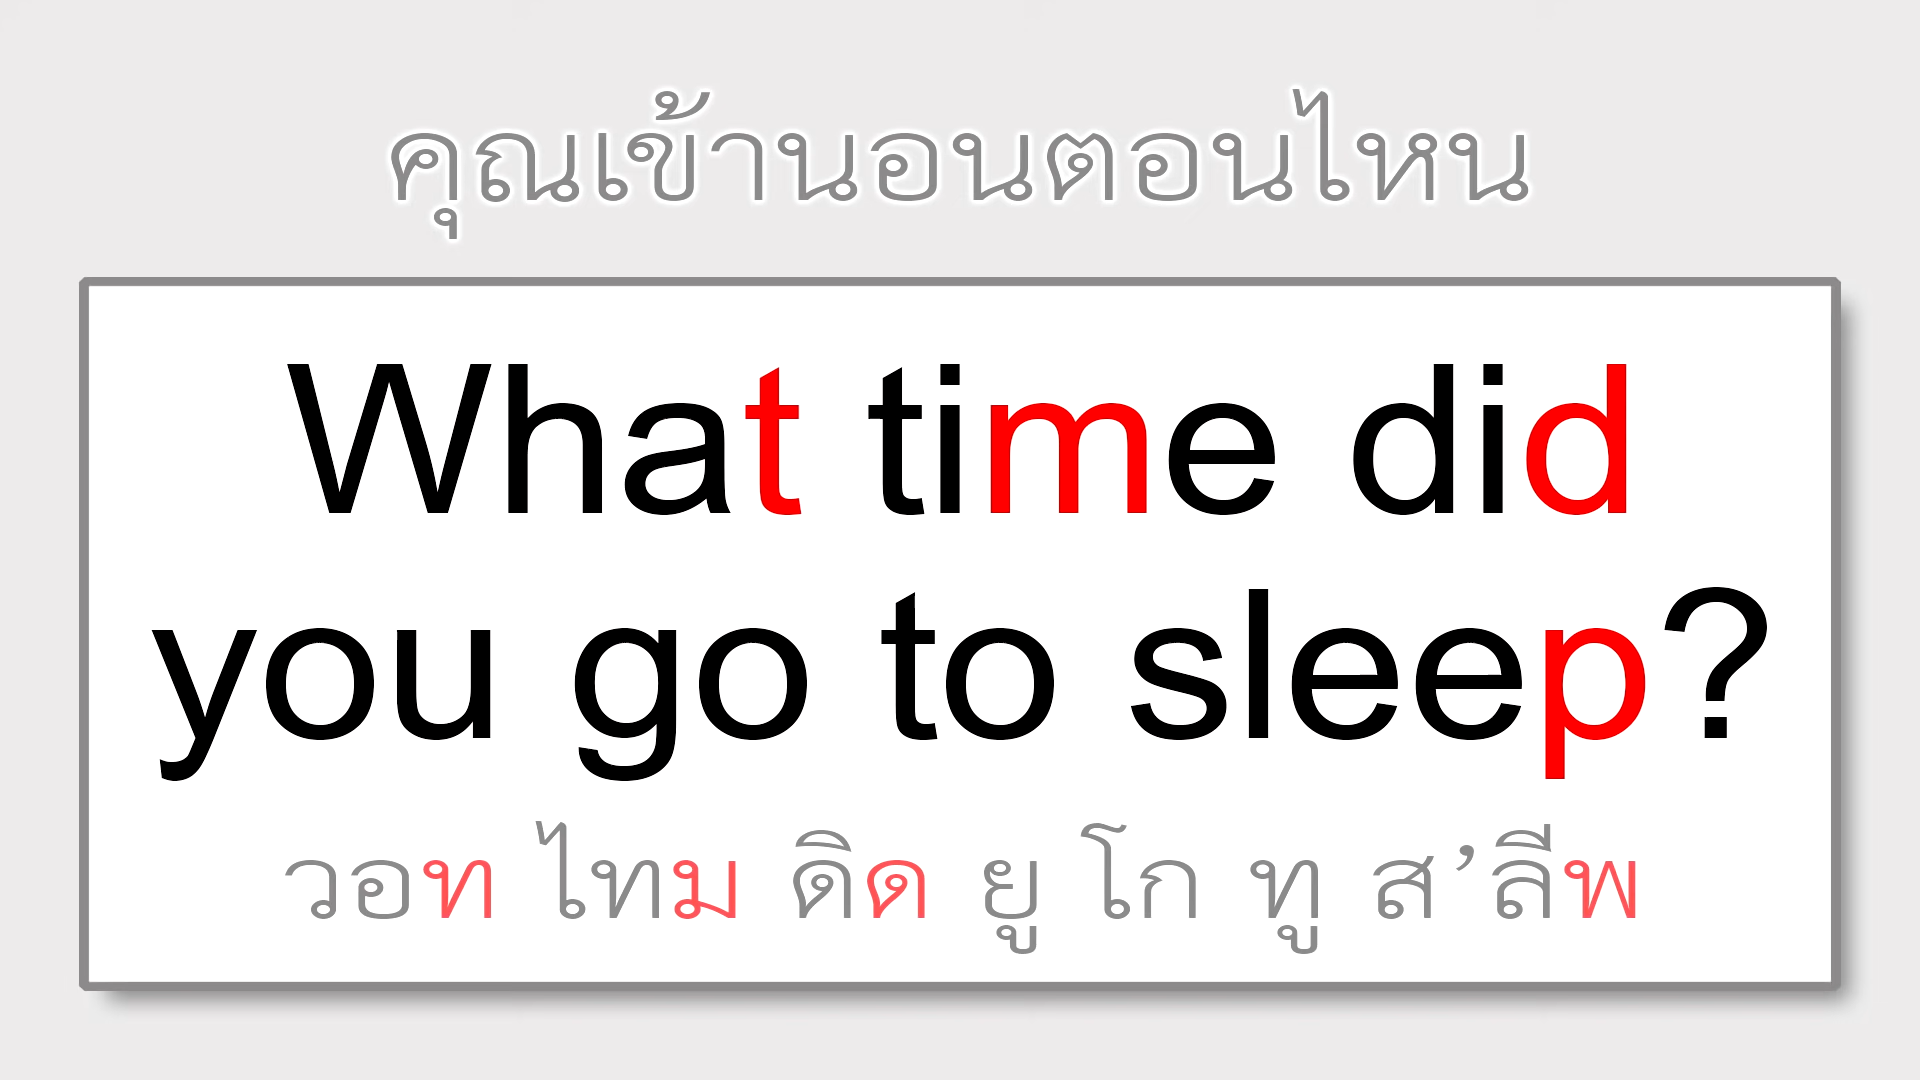 คุณเข้านอนตอนไหน
What time did
you go to sleep?
วอท ไทม ดิด ยู โก ทู ส’ลีพ